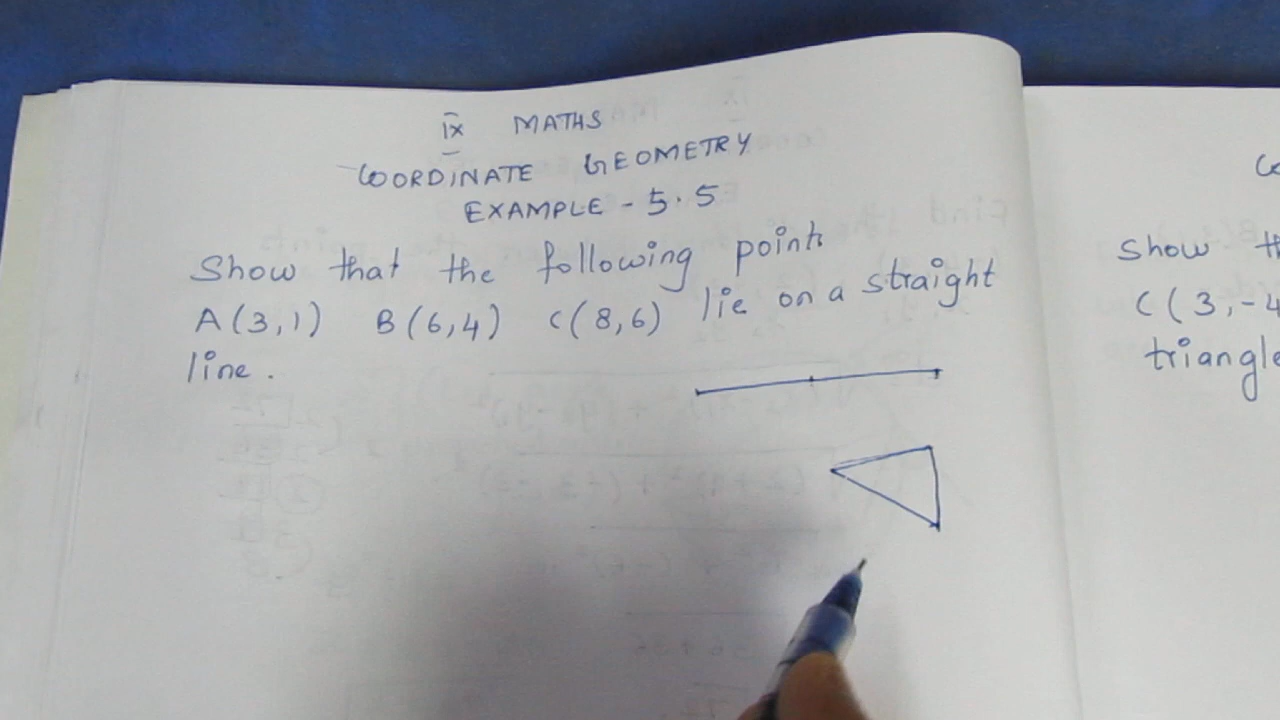 IX MATHS
COORDINATE GEOMETRY
EXAMPLE - 5.5
Show that the following points
A(3,1) B(6,4) C(8,6) lie on a straight
line.
Show
C(3,-4
triangle